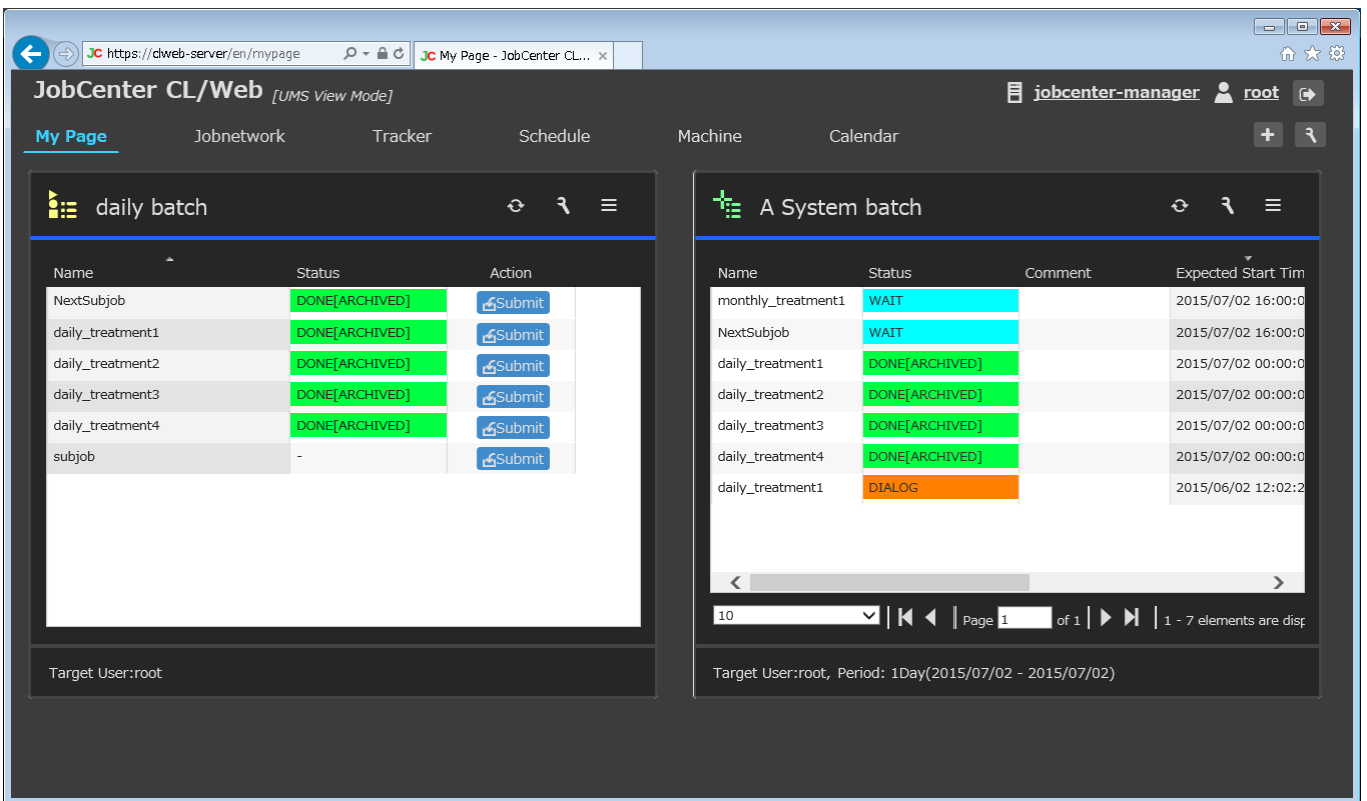 JC https://clweb-server/en/mypage
JC My Page - JobCenter CL... ×
JobCenter CL/Web [UMS View Mode]
jobcenter-manager root
My Page Jobnetwork Tracker Schedule Machine Calendar
daily batch
Name Status Action
NextSubjob DONE[ARCHIVED] Submit
daily_treatment1 DONE[ARCHIVED] Submit
daily_treatment2 DONE[ARCHIVED] Submit
daily_treatment3 DONE[ARCHIVED] Submit
daily_treatment4 DONE[ARCHIVED] Submit
subjob - Submit
Target User:root
A System batch
Name Status Comment Expected Start Tim
monthly_treatment1 WAIT 2015/07/02 16:00:0
NextSubjob WAIT 2015/07/02 16:00:0
daily_treatment1 DONE[ARCHIVED] 2015/07/02 00:00:0
daily_treatment2 DONE[ARCHIVED] 2015/07/02 00:00:0
daily_treatment3 DONE[ARCHIVED] 2015/07/02 00:00:0
daily_treatment4 DONE[ARCHIVED] 2015/07/02 00:00:0
daily_treatment1 DIALOG 2015/06/02 12:02:2
10 Page 1 of 1 1 - 7 elements are disp
Target User:root, Period: 1Day(2015/07/02 - 2015/07/02)